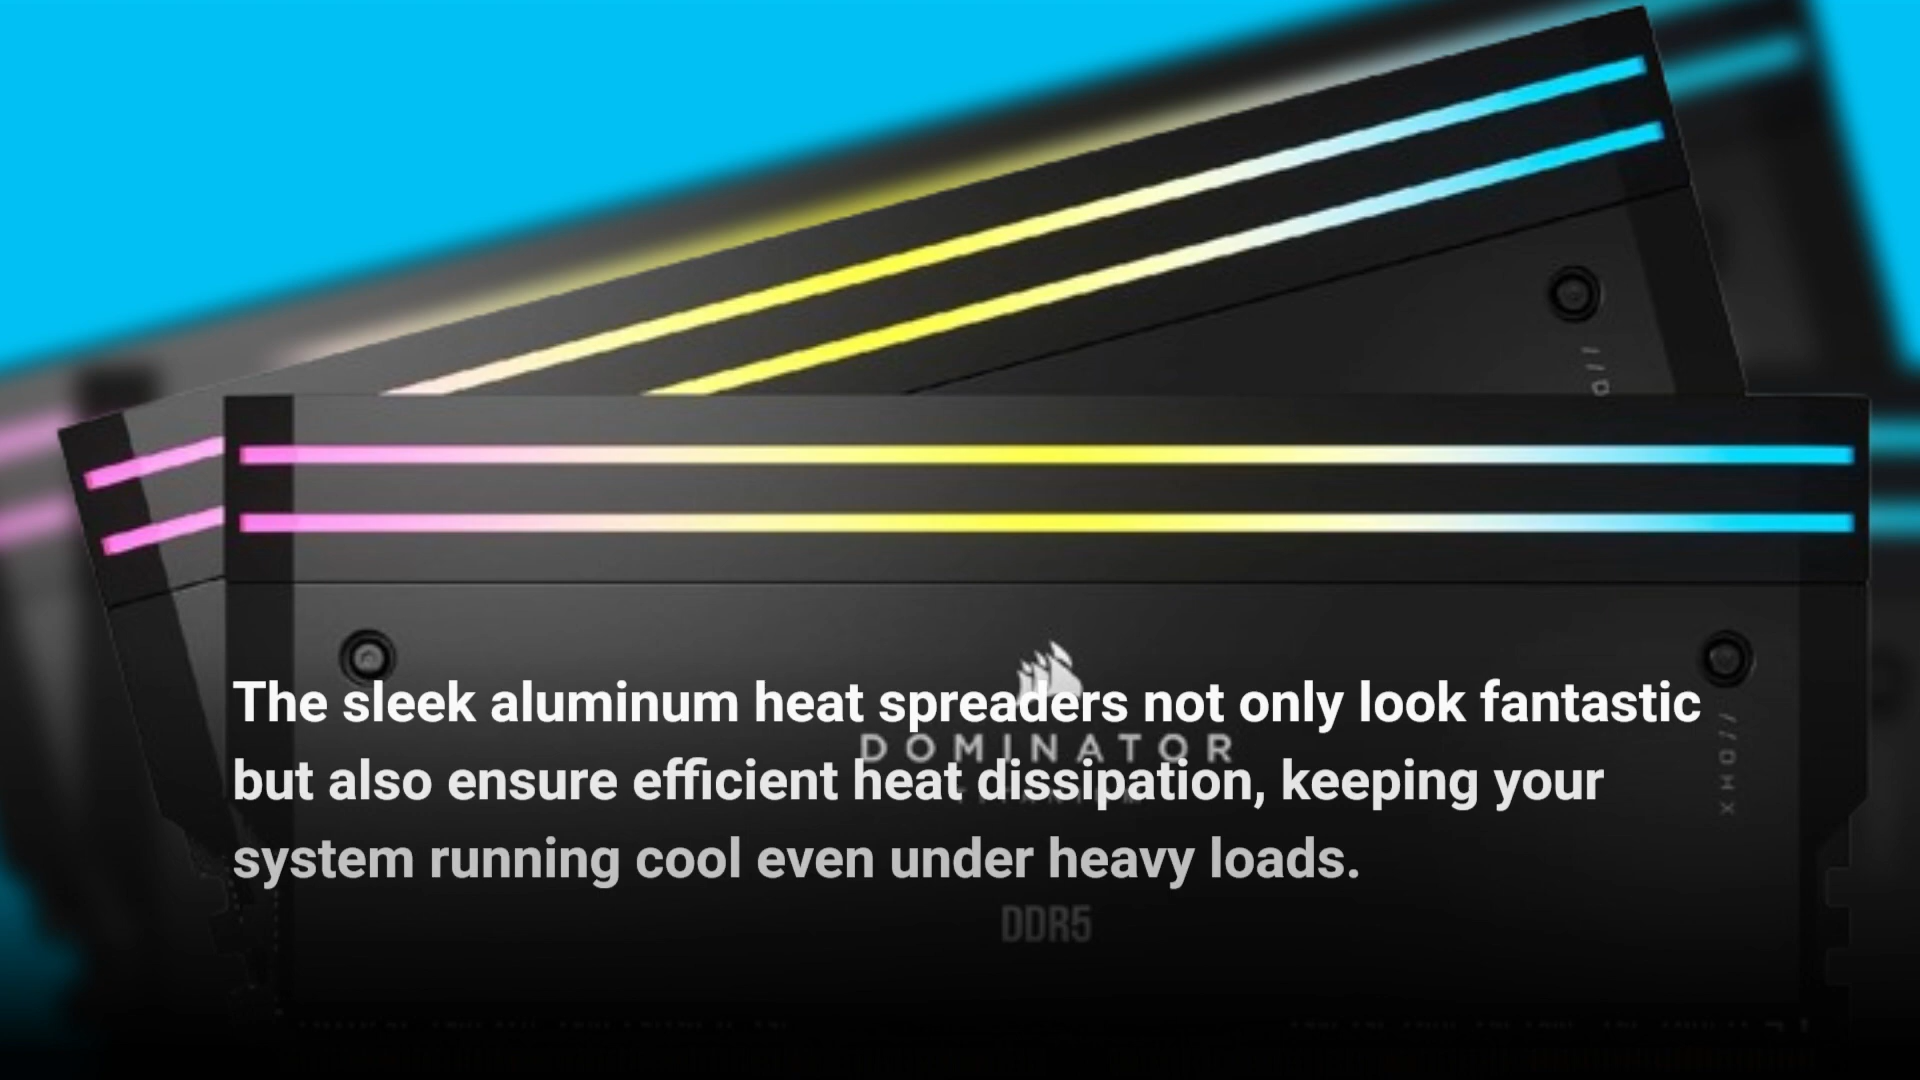 The sleek aluminum heat spreaders not only look fantastic
DOMINATOR
but also ensure efficient heat dissipation, keeping your
system running cool even under heavy loads.
DDR5
//DHX